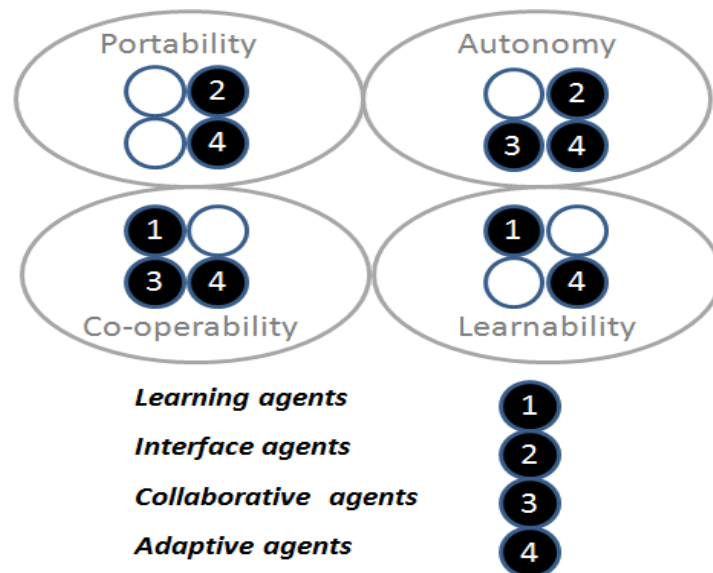 Portability
2
4
Autonomy
2
3 4
1
3 4
Co-operability
1
4
Learnability
Learning agents 1
Interface agents 2
Collaborative agents 3
Adaptive agents 4